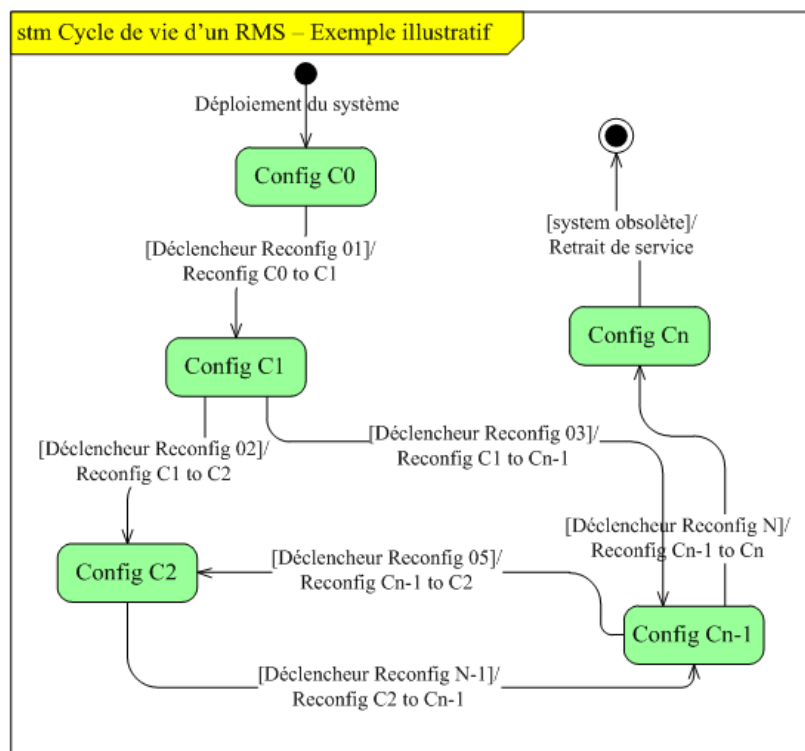 stm Cycle de vie d'un RMS – Exemple illustratif
Déploiement du système
Config C0
[system obsolète]/
Retrait de service
[Déclencheur Reconfig 01]/
Reconfig C0 to C1
Config Cn
Config C1
[Déclencheur Reconfig 02]/
Reconfig C1 to C2
[Déclencheur Reconfig 03]/
Reconfig C1 to Cn-1
[Déclencheur Reconfig N]/
Reconfig Cn-1 to Cn
Config C2
[Déclencheur Reconfig 05]/
Reconfig Cn-1 to C2
Config Cn-1
[Déclencheur Reconfig N-1]/
Reconfig C2 to Cn-1